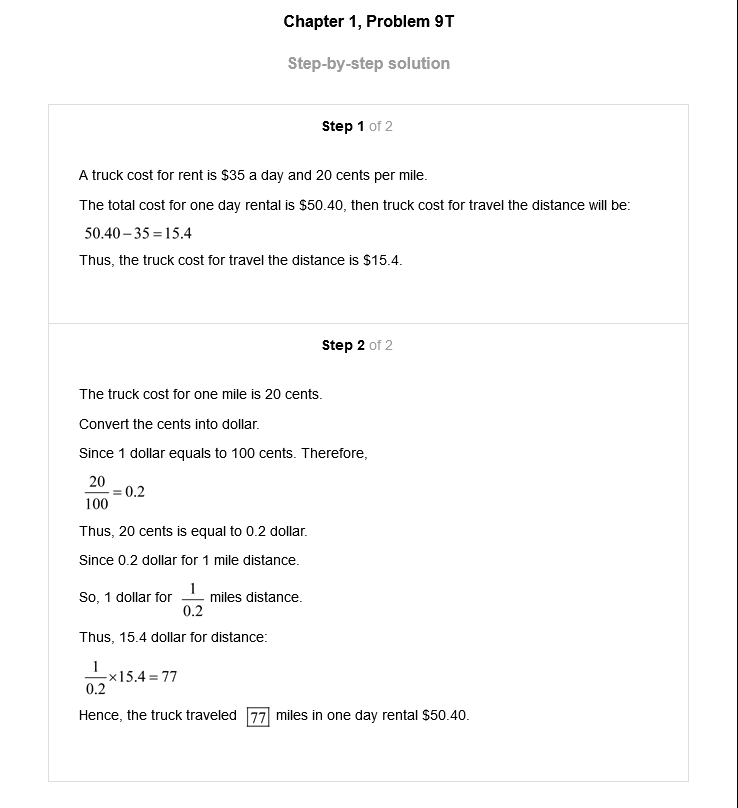 Chapter 1, Problem 9T
Step-by-step solution
Step 1 of 2
A truck cost for rent is $35 a day and 20 cents per mile.
The total cost for one day rental is $50.40, then truck cost for travel the distance will be:
50.40 – 35 = 15.4
Thus, the truck cost for travel the distance is $15.4.
Step 2 of 2
The truck cost for one mile is 20 cents.
Convert the cents into dollar.
Since 1 dollar equals to 100 cents. Therefore,
20/100 = 0.2
Thus, 20 cents is equal to 0.2 dollar.
Since 0.2 dollar for 1 mile distance.
So, 1 dollar for 1/0.2 miles distance.
Thus, 15.4 dollar for distance:
1/0.2 × 15.4 = 77
Hence, the truck traveled 77 miles in one day rental $50.40.